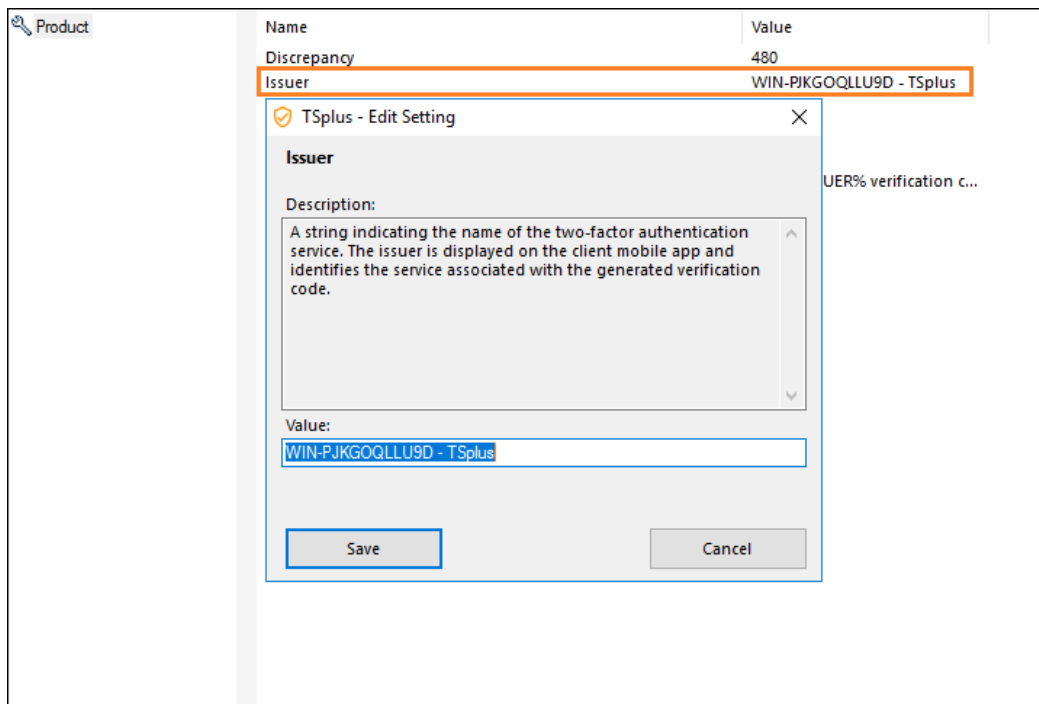 Product
Name Value
Discrepancy 480
Issuer WIN-PJKGOQLLU9D - TSplus
TSplus - Edit Setting
Issuer
UER% verification c...
Description:
A string indicating the name of the two-factor authentication
service. The issuer is displayed on the client mobile app and
identifies the service associated with the generated verification
code.
Value:
WIN-PJKGOQLLU9D - TSplus
Save Cancel